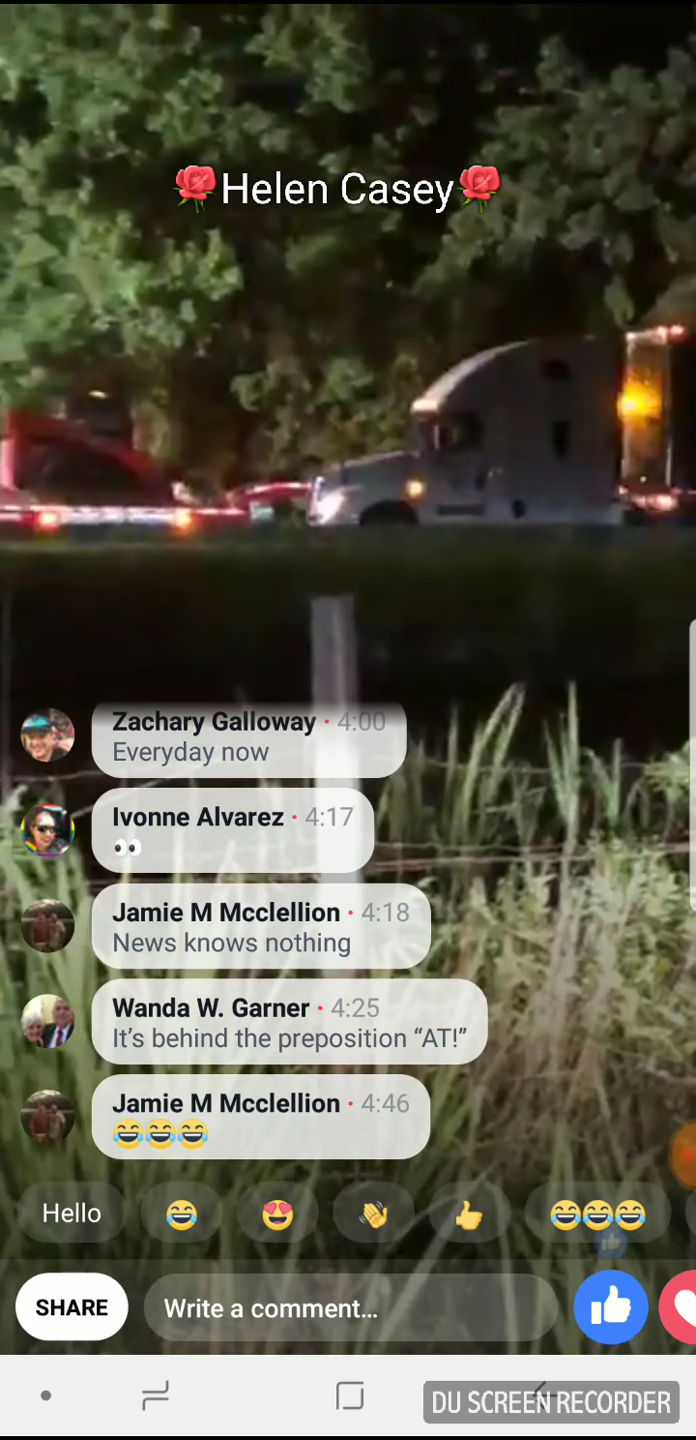 🌹Helen Casey🌹
Zachary Galloway · 4:00
Everyday now
Ivonne Alvarez · 4:17
👀
Jamie M Mcclellion · 4:18
News knows nothing
Wanda W. Garner · 4:25
It’s behind the preposition “AT!”
Jamie M Mcclellion · 4:46
😂😂😂
Hello 😂 😍 👋 👍 😂😂😂
SHARE Write a comment...
DU SCREEN RECORDER